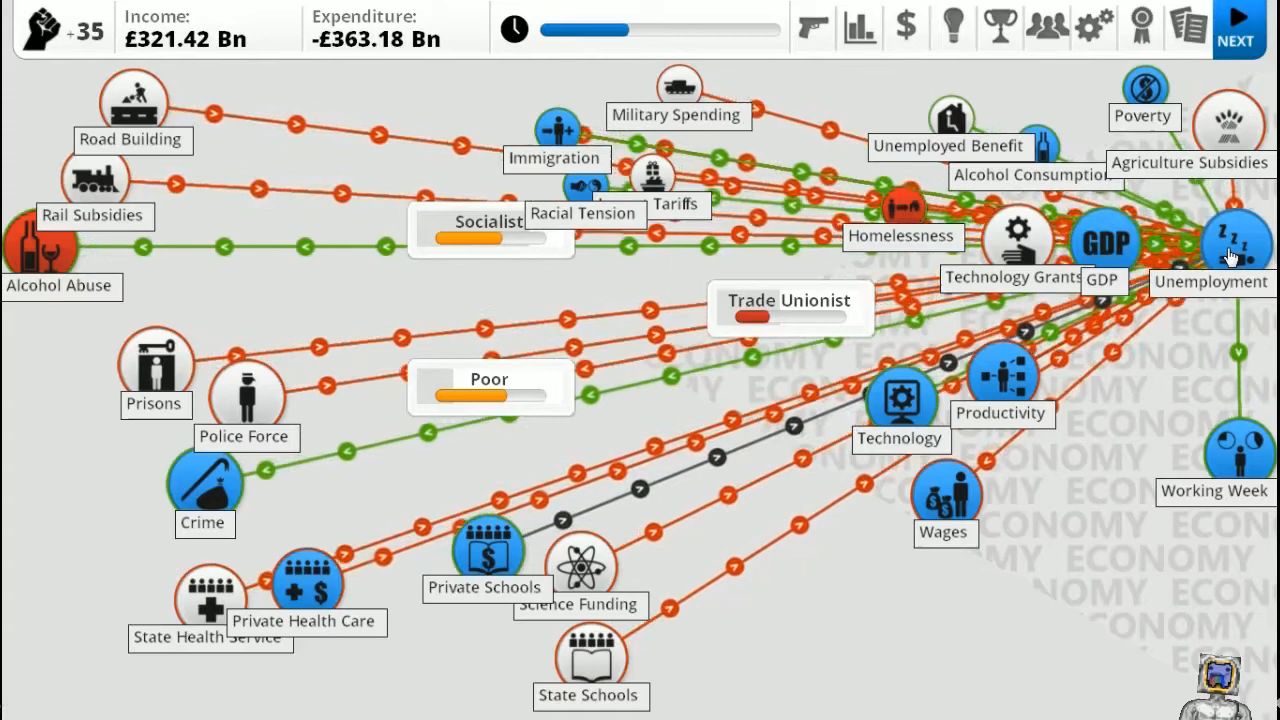 Income:
Expenditure:
+35
£321.42 Bn
-£363.18 Bn
NEXT
Road Building
Military Spending
Poverty
Immigration
Unemployed Benefit
Agriculture Subsidies
Alcohol Consumption
Rail Subsidies
Racial Tension
Tariffs
Socialist
Homelessness
GDP
Alcohol Abuse
Technology Grants
GDP
Unemployment
Trade Unionist
ECONOMY ECONOMY ECONOMY
Prisons
Poor
Police Force
Technology
Productivity
Working Week
Crime
Wages
Private Schools
Science Funding
State Health Service
Private Health Care
State Schools